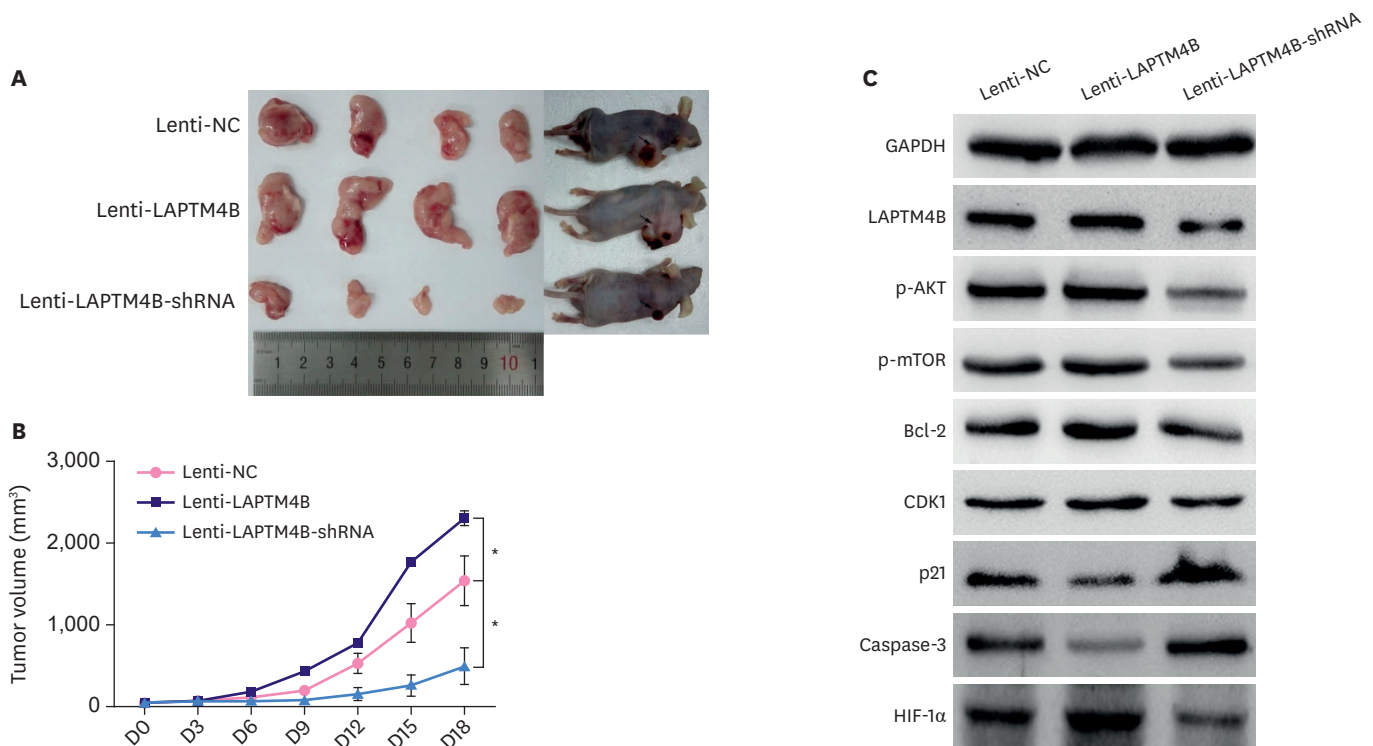 A
Lenti-NC
Lenti-LAPTM4B
Lenti-LAPTM4B-shRNA
1 2 3 4 5 6 7 8 9 10 1
B
Tumor volume (mm³)
3,000
2,000
1,000
0
Lenti-NC
Lenti-LAPTM4B
Lenti-LAPTM4B-shRNA
*
*
D0 D3 D6 D9 D12 D15 D18
C
Lenti-NC Lenti-LAPTM4B Lenti-LAPTM4B-shRNA
GAPDH
LAPTM4B
p-AKT
p-mTOR
Bcl-2
CDK1
p21
Caspase-3
HIF-1α